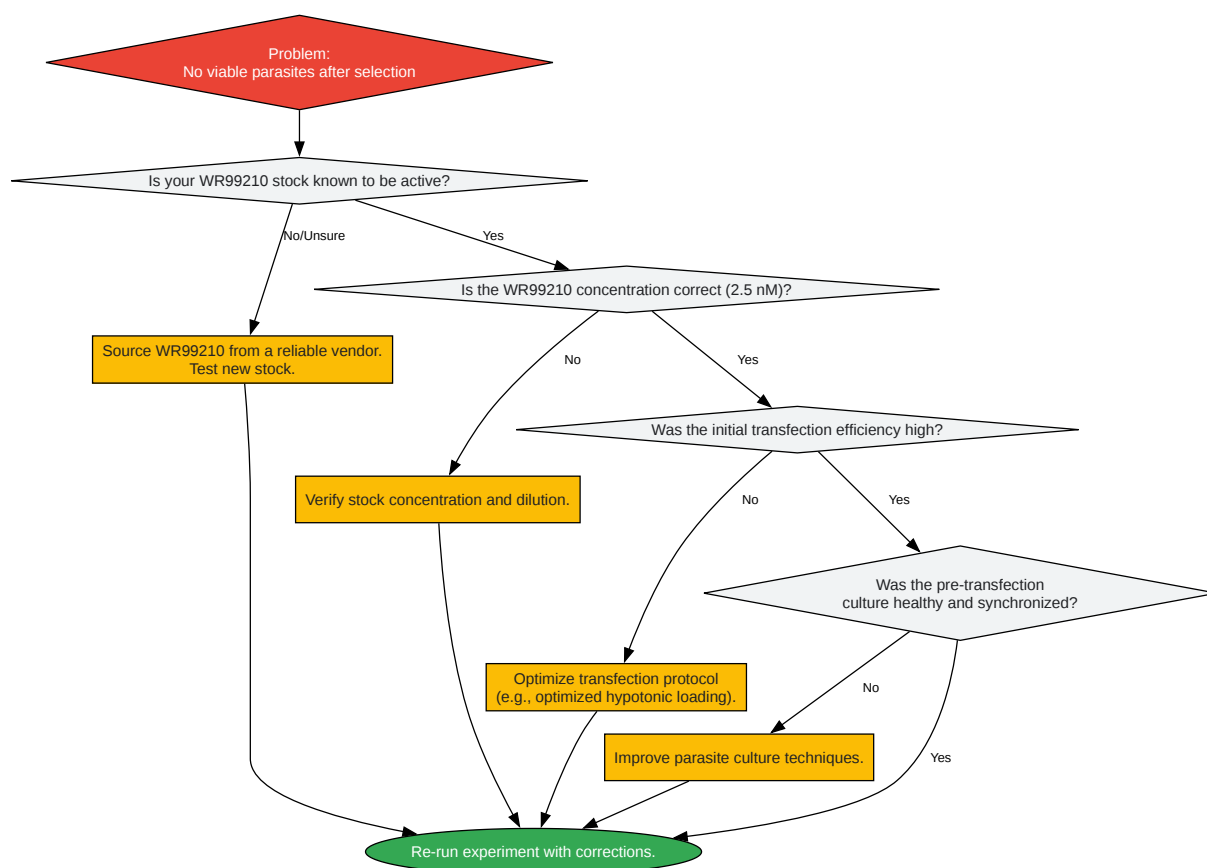 Problem:
No viable parasites after selection
Is your WR99210 stock known to be active?
No/Unsure
Yes
Is the WR99210 concentration correct (2.5 nM)?
Source WR99210 from a reliable vendor.
Test new stock.
No
Yes
Was the initial transfection efficiency high?
Verify stock concentration and dilution.
No
Yes
Was the pre-transfection
culture healthy and synchronized?
Optimize transfection protocol
(e.g., optimized hypotonic loading).
No
Improve parasite culture techniques.
Yes
Re-run experiment with corrections.